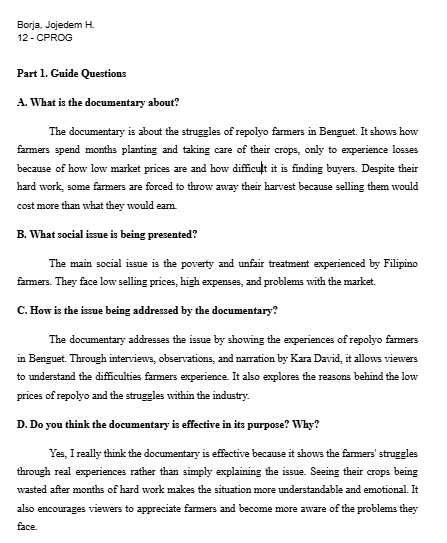 Borja, Jojedem H.
12 - CPROG
Part 1. Guide Questions
A. What is the documentary about?
The documentary is about the struggles of repolyo farmers in Benguet. It shows how
farmers spend months planting and taking care of their crops, only to experience losses
because of how low market prices are and how difficult it is finding buyers. Despite their
hard work, some farmers are forced to throw away their harvest because selling them would
cost more than what they would earn.
B. What social issue is being presented?
The main social issue is the poverty and unfair treatment experienced by Filipino
farmers. They face low selling prices, high expenses, and problems with the market.
C. How is the issue being addressed by the documentary?
The documentary addresses the issue by showing the experiences of repolyo farmers
in Benguet. Through interviews, observations, and narration by Kara David, it allows viewers
to understand the difficulties farmers experience. It also explores the reasons behind the low
prices of repolyo and the struggles within the industry.
D. Do you think the documentary is effective in its purpose? Why?
Yes, I really think the documentary is effective because it shows the farmers' struggles
through real experiences rather than simply explaining the issue. Seeing their crops being
wasted after months of hard work makes the situation more understandable and emotional. It
also encourages viewers to appreciate farmers and become more aware of the problems they
face.